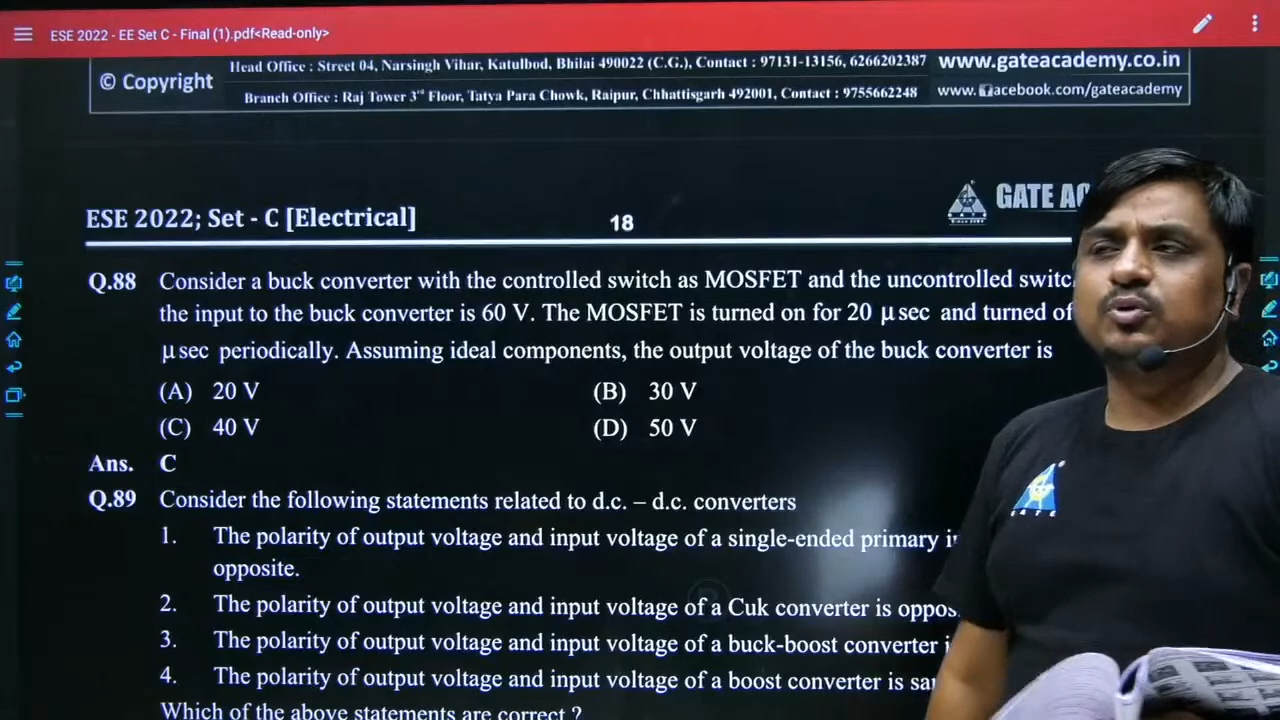 ESE 2022 - EE Set C - Final (1).pdf<Read-only>
© Copyright
Head Office : Street 04, Narsingh Vihar, Katulbod, Bhilai 490022 (C.G.), Contact : 97131-13156, 6266202387
www.gateacademy.co.in
Branch Office : Raj Tower 3rd Floor, Tatya Para Chowk, Raipur, Chhattisgarh 492001, Contact : 9755662248
www.facebook.com/gateacademy
ESE 2022; Set - C [Electrical]
18
GATE AC
Q.88 Consider a buck converter with the controlled switch as MOSFET and the uncontrolled switc
the input to the buck converter is 60 V. The MOSFET is turned on for 20 μsec and turned of
μsec periodically. Assuming ideal components, the output voltage of the buck converter is
(A) 20 V (B) 30 V
(C) 40 V (D) 50 V
Ans. C
Q.89 Consider the following statements related to d.c. – d.c. converters
1. The polarity of output voltage and input voltage of a single-ended primary in
opposite.
2. The polarity of output voltage and input voltage of a Cuk converter is oppos
3. The polarity of output voltage and input voltage of a buck-boost converter i
4. The polarity of output voltage and input voltage of a boost converter is sa
Which of the above statements are correct ?
GATE